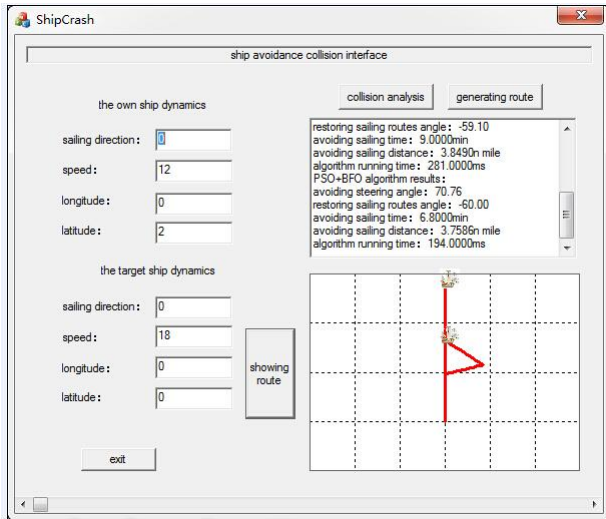 ShipCrash
ship avoidance collision interface
the own ship dynamics
sailing direction: 0
speed: 12
longitude: 0
latitude: 2
the target ship dynamics
sailing direction: 0
speed: 18
longitude: 0
latitude: 0
exit
showing
route
collision analysis
generating route
restoring sailing routes angle: -59.10
avoiding sailing time: 9.0000min
avoiding sailing distance: 3.8490n mile
algorithm running time: 281.0000ms
PSO+BFO algorithm results:
avoiding steering angle: 70.76
restoring sailing routes angle: -60.00
avoiding sailing time: 6.8000min
avoiding sailing distance: 3.7586n mile
algorithm running time: 194.0000ms